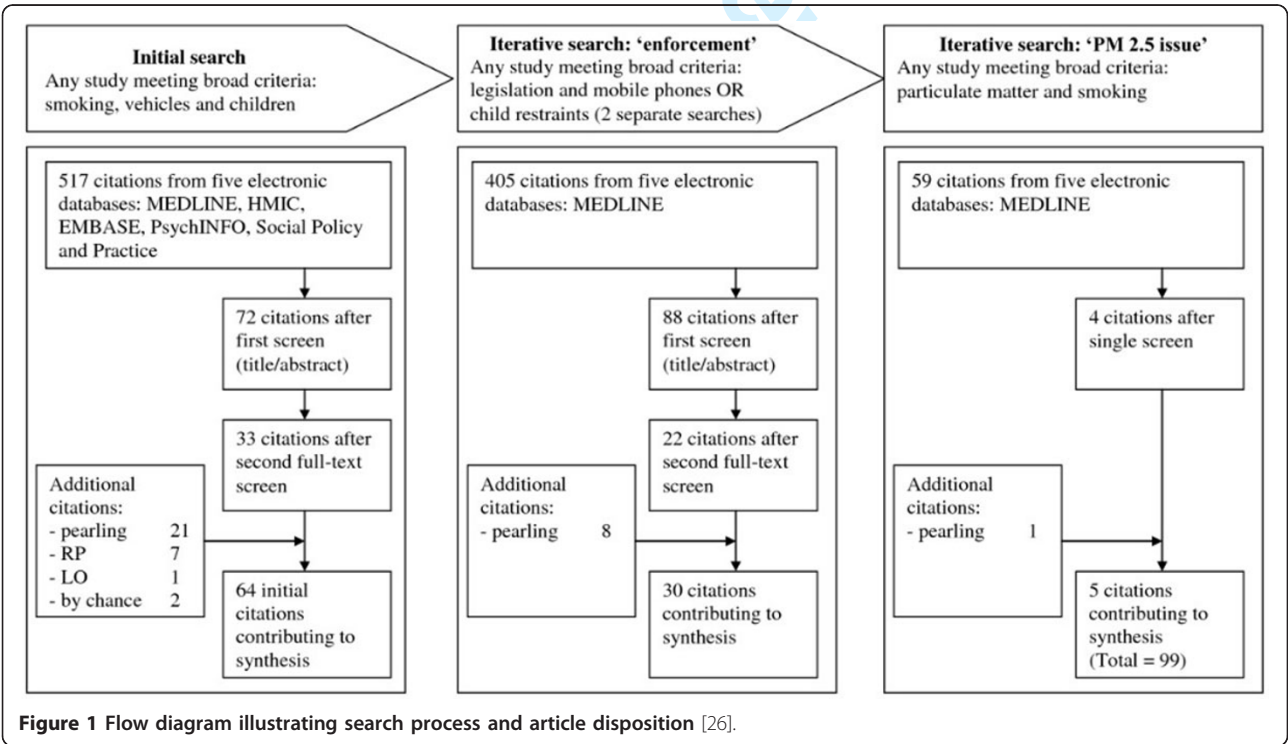 Initial search
Any study meeting broad criteria:
smoking, vehicles and children
Iterative search: ‘enforcement’
Any study meeting broad criteria:
legislation and mobile phones OR
child restraints (2 separate searches)
Iterative search: ‘PM 2.5 issue’
Any study meeting broad criteria:
particulate matter and smoking
517 citations from five electronic
databases: MEDLINE, HMIC,
EMBASE, PsychINFO, Social Policy
and Practice
72 citations after
first screen
(title/abstract)
33 citations after
second full-text
screen
Additional
citations:
- pearling 21
- RP 7
- LO 1
- by chance 2
64 initial
citations
contributing to
synthesis
405 citations from five electronic
databases: MEDLINE
88 citations after
first screen
(title/abstract)
22 citations after
second full-text
screen
Additional
citations:
- pearling 8
30 citations
contributing to
synthesis
59 citations from five electronic
databases: MEDLINE
4 citations after
single screen
Additional
citations:
- pearling 1
5 citations
contributing to
synthesis
(Total = 99)
Figure 1 Flow diagram illustrating search process and article disposition [26].